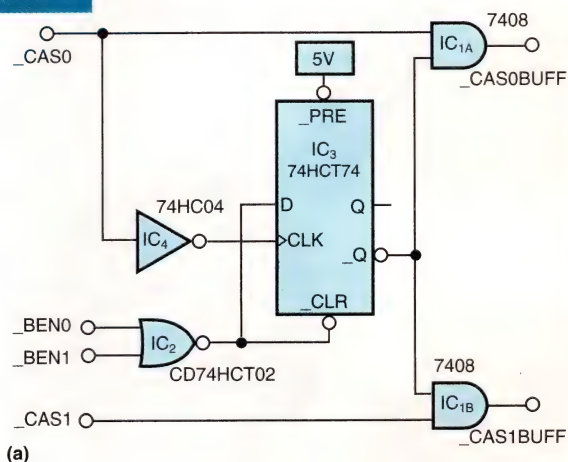 7408
_CAS0
5V
IC1A
_CAS0BUFF
_PRE
IC3
74HCT74
74HC04
D
Q
IC4
CLK
_Q
_CLR
_BEN0
IC2
_BEN1
CD74HCT02
7408
_CAS1
IC1B
_CAS1BUFF
(a)